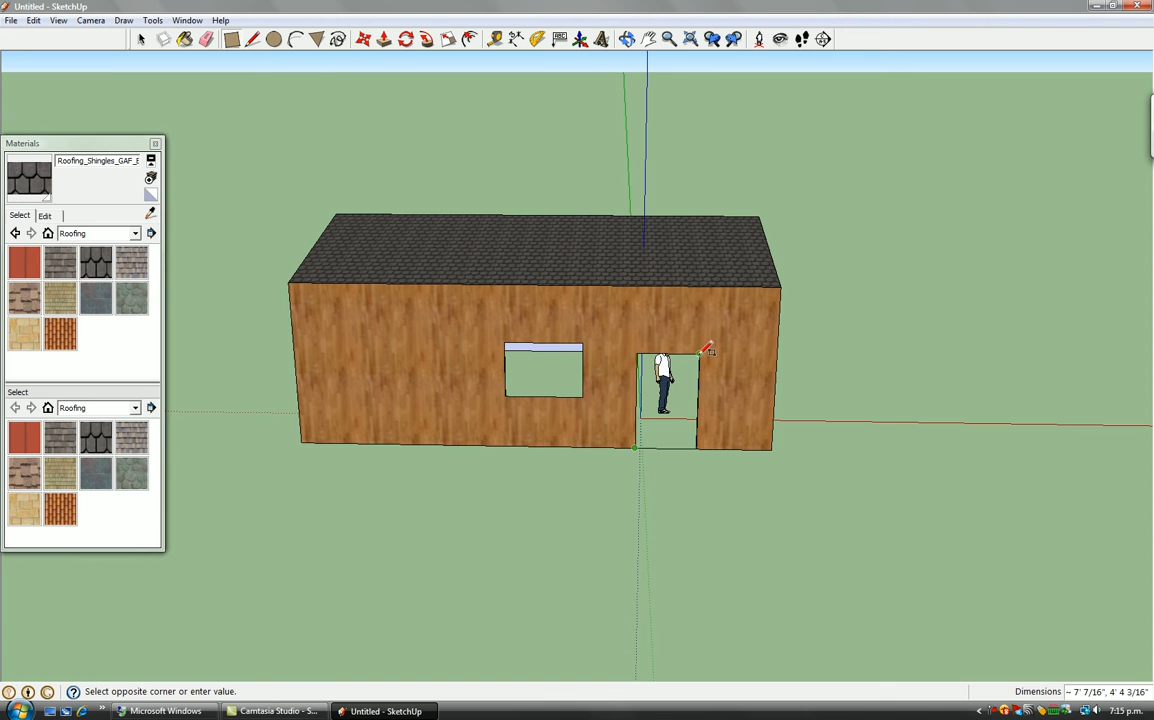 Untitled - SketchUp
File Edit View Camera Draw Tools Window Help
Materials
Roofing_Shingles_GAF_E
Select Edit
Roofing
Select
Roofing
Select opposite corner or enter value.
Dimensions ~ 7' 7/16", 4' 4 3/16"
Microsoft Windows
Camtasia Studio - S...
Untitled - SketchUp
7:15 p.m.